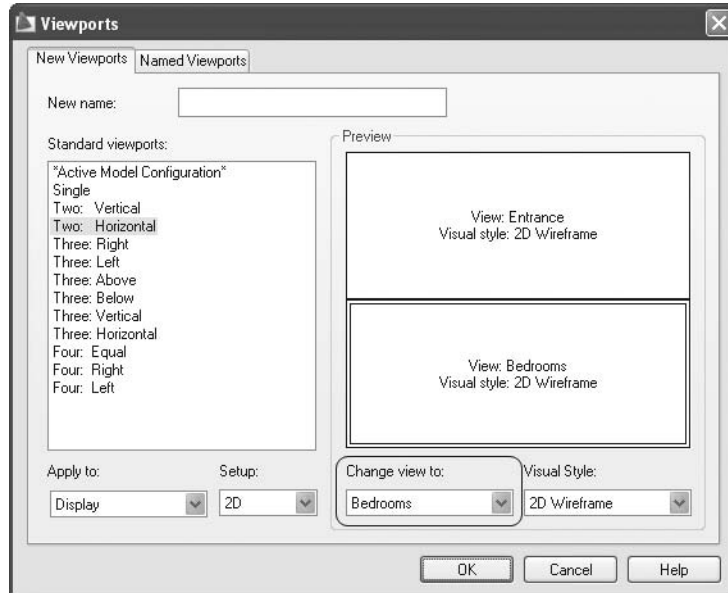 Viewports
New Viewports
Named Viewports
New name:
Standard viewports:
*Active Model Configuration*
Single
Two: Vertical
Two: Horizontal
Three: Right
Three: Left
Three: Above
Three: Below
Three: Vertical
Three: Horizontal
Four: Equal
Four: Right
Four: Left
Apply to:
Display
Setup:
2D
Preview
View: Entrance
Visual style: 2D Wireframe
View: Bedrooms
Visual style: 2D Wireframe
Change view to:
Bedrooms
Visual Style:
2D Wireframe
OK
Cancel
Help